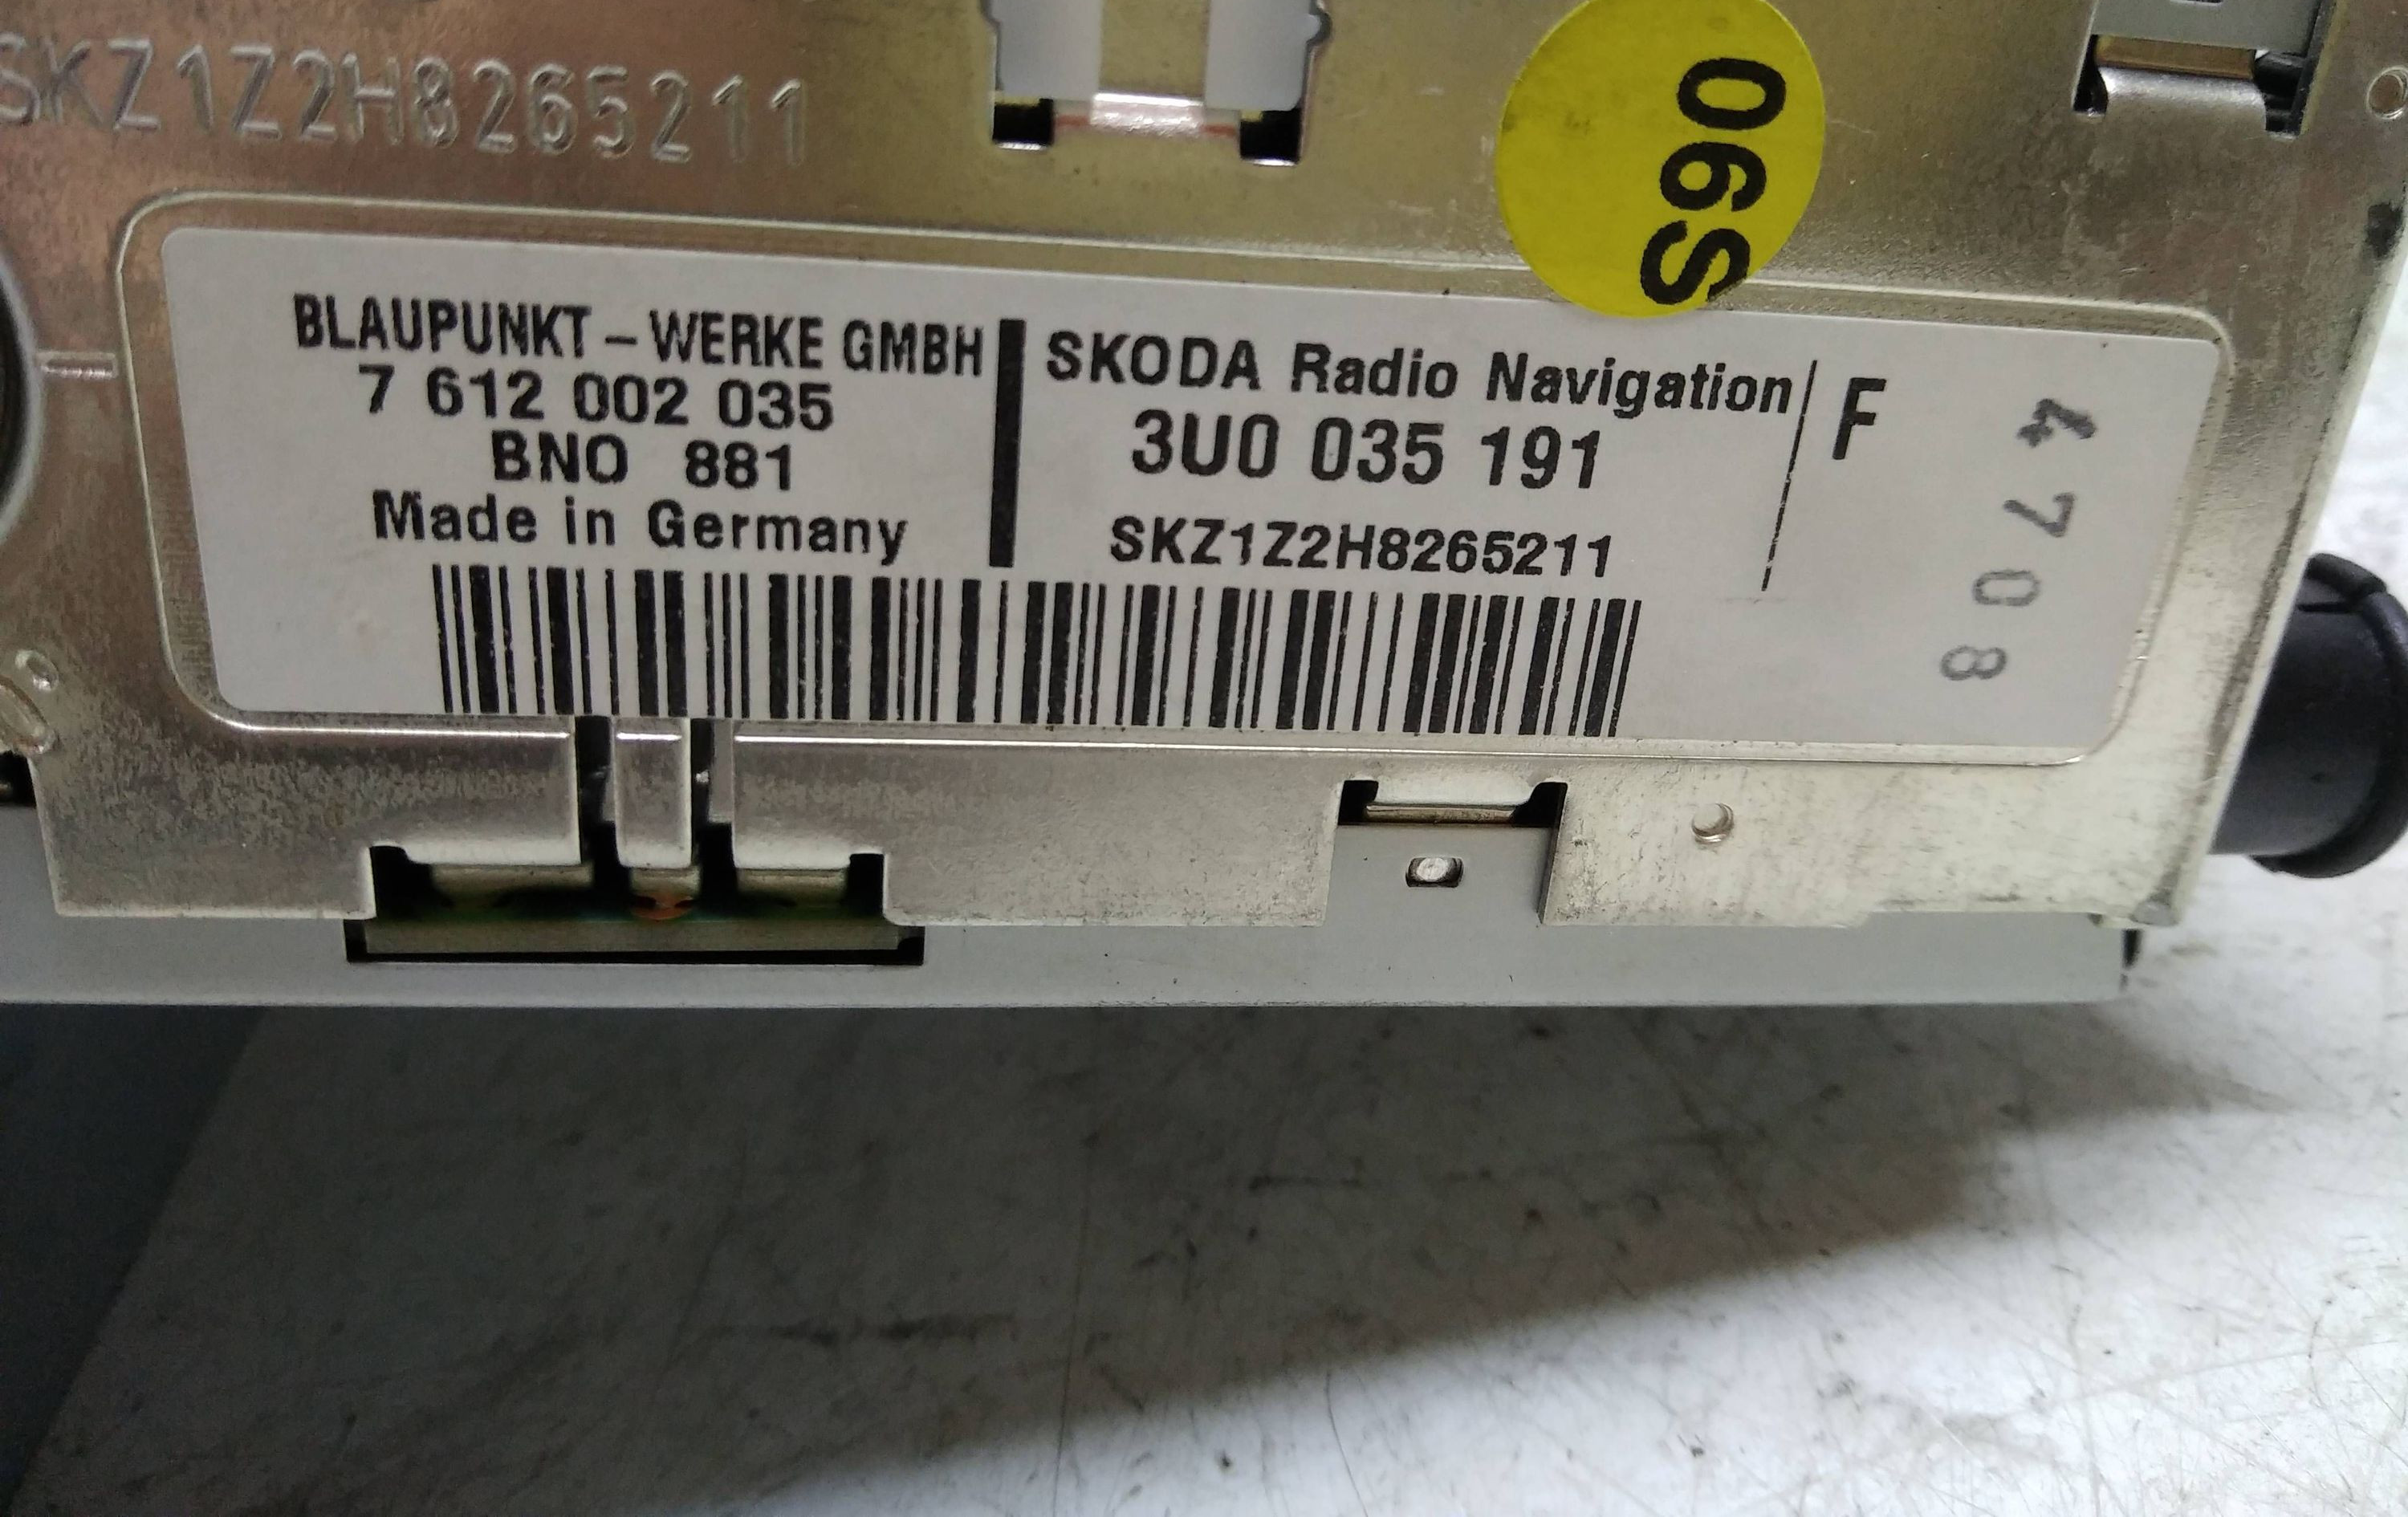 SKZ1Z2H8265211
06S
BLAUPUNKT – WERKE GMBH
7 612 002 035
BNO 881
Made in Germany
SKODA Radio Navigation
3U0 035 191
SKZ1Z2H8265211
F
4708